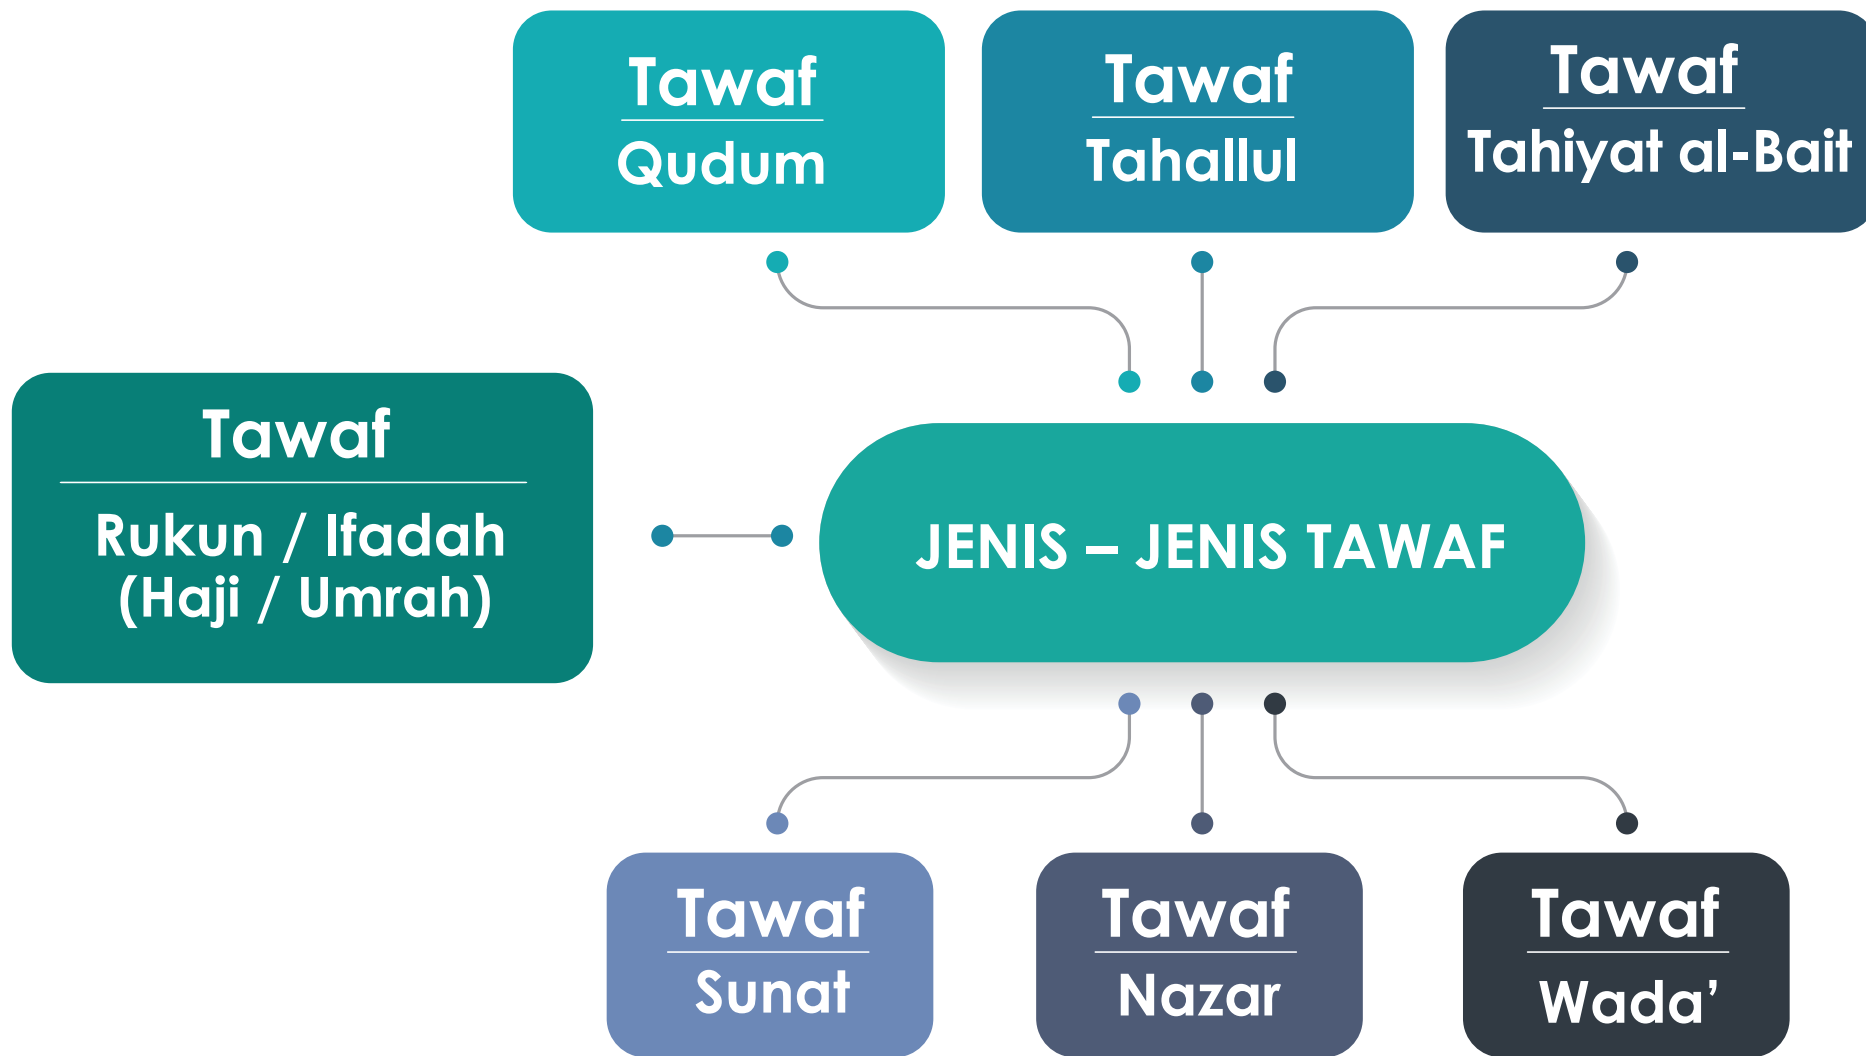 Tawaf
Qudum
Tawaf
Tahallul
Tawaf
Tahiyat al-Bait
Tawaf
Rukun / Ifadah
(Haji / Umrah)
JENIS – JENIS TAWAF
Tawaf
Sunat
Tawaf
Nazar
Tawaf
Wada’